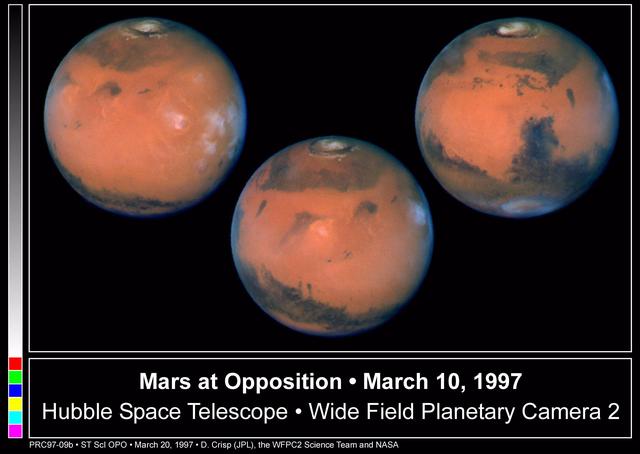 Mars at Opposition • March 10, 1997
Hubble Space Telescope • Wide Field Planetary Camera 2
PRC97-09b • ST ScI OPO • March 20, 1997 • D. Crisp (JPL), the WFPC2 Science Team and NASA